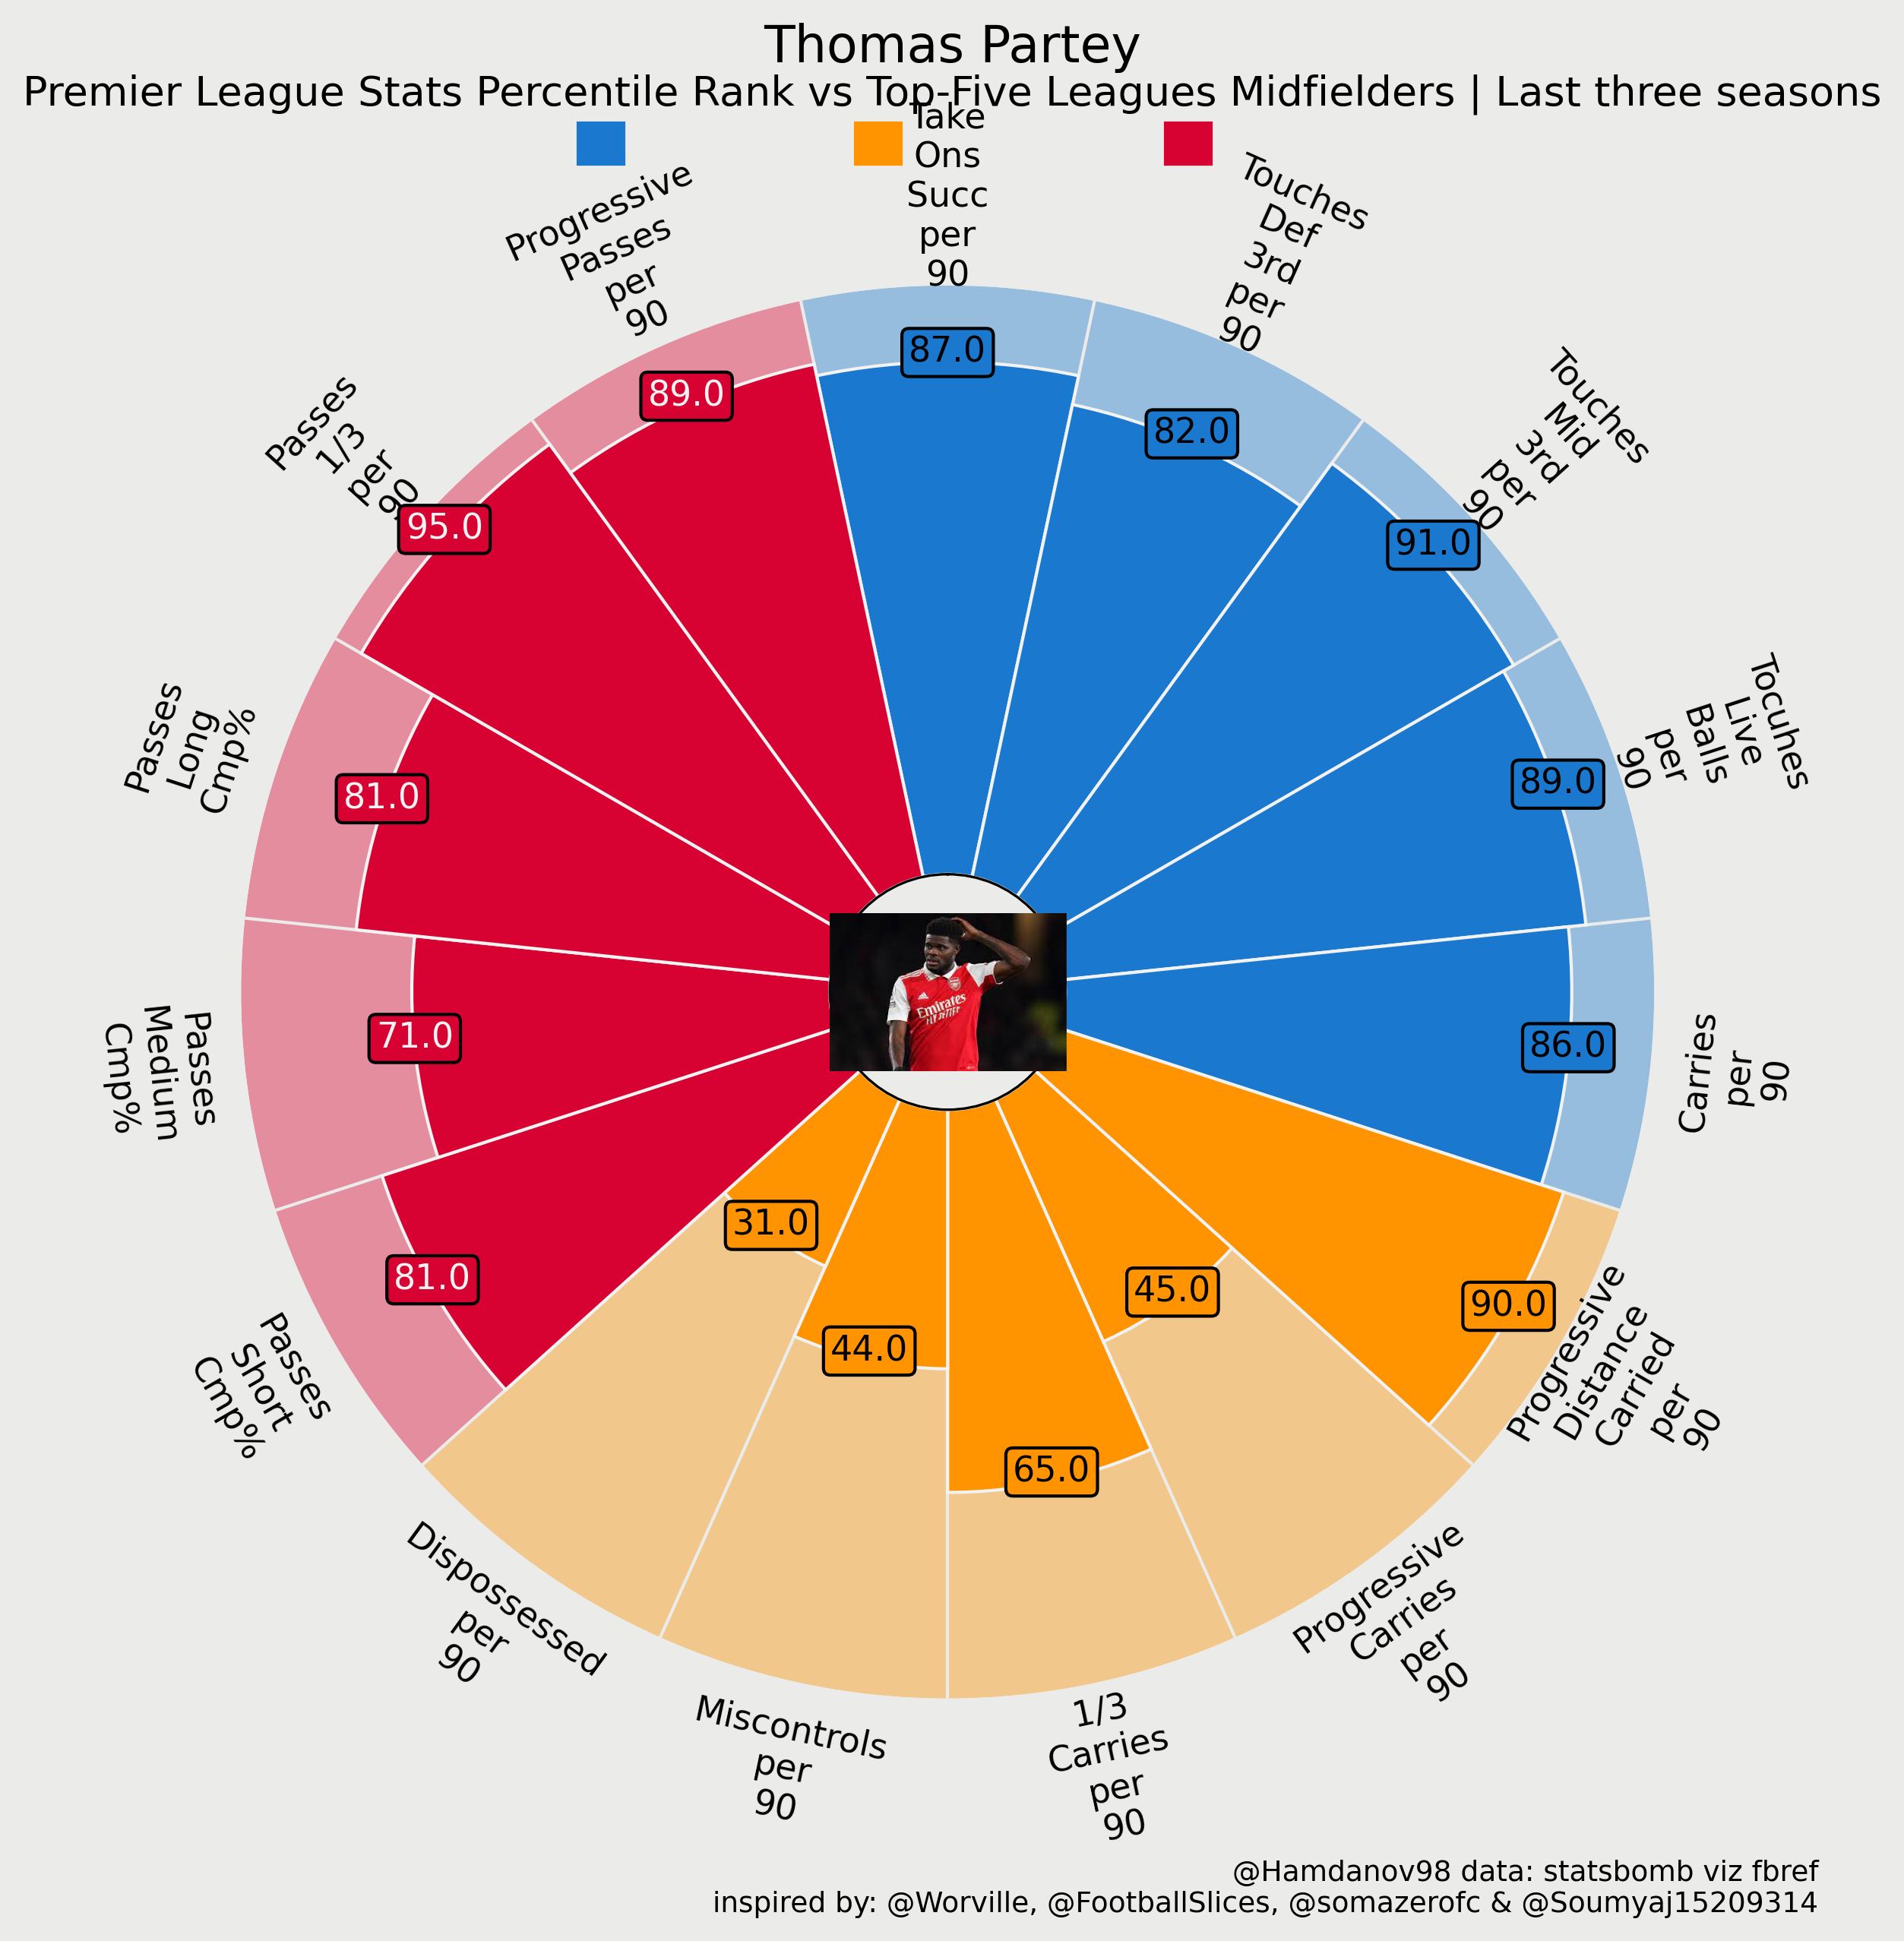 Thomas Partey
Premier League Stats Percentile Rank vs Top-Five Leagues Midfielders | Last three seasons
Take
Ons
Succ
per
90
87.0
Touches
Def
3rd
per
90
82.0
Touches
Mid
3rd
per
90
91.0
Tocuhes
Live
Balls
per
90
89.0
Carries
per
90
86.0
Progressive
Distance
Carried
per
90
90.0
Progressive
Carries
per
90
45.0
1/3
Carries
per
90
65.0
Miscontrols
per
90
44.0
Dispossessed
per
90
31.0
Passes
Short
Cmp%
81.0
Passes
Medium
Cmp%
71.0
Passes
Long
Cmp%
81.0
Passes
1/3
per
90
95.0
Progressive
Passes
per
90
89.0
Emirates
FLY BETTER
@Hamdanov98 data: statsbomb viz fbref
inspired by: @Worville, @FootballSlices, @somazerofc & @Soumyaj15209314